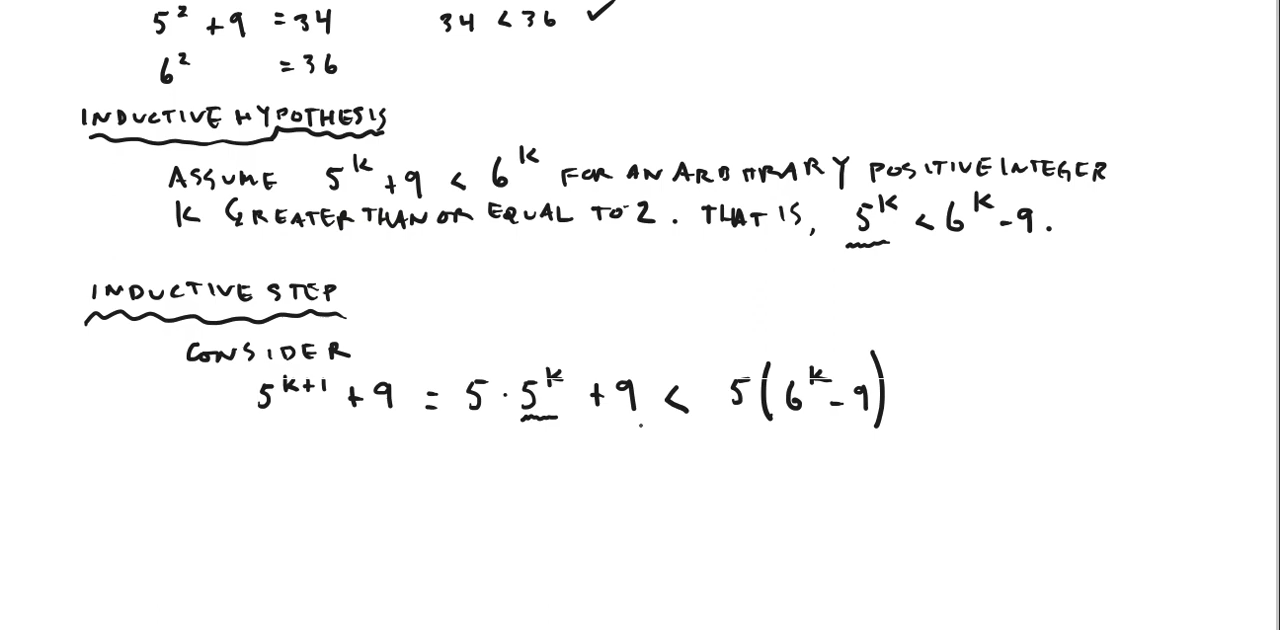 5² + 9 = 34 34 < 36 ✓
6² = 36
INDUCTIVE HYPOTHESIS
ASSUME 5^k + 9 < 6^k FOR AN ARBITRARY POSITIVE INTEGER
K GREATER THAN OR EQUAL TO 2. THAT IS, 5^k < 6^k - 9.
INDUCTIVE STEP
CONSIDER
5^{k+1} + 9 = 5 · 5^k + 9 < 5(6^k - 9)